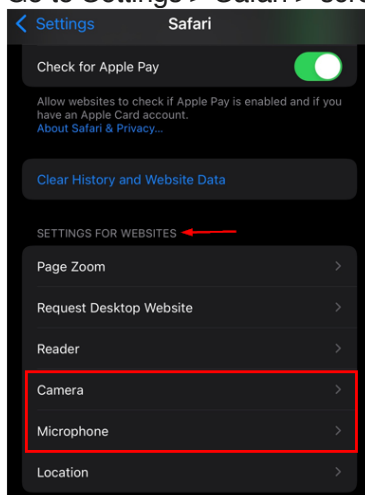 Settings
Safari
Check for Apple Pay
Allow websites to check if Apple Pay is enabled and if you
have an Apple Card account.
About Safari & Privacy...
Clear History and Website Data
SETTINGS FOR WEBSITES
Page Zoom
Request Desktop Website
Reader
Camera
Microphone
Location